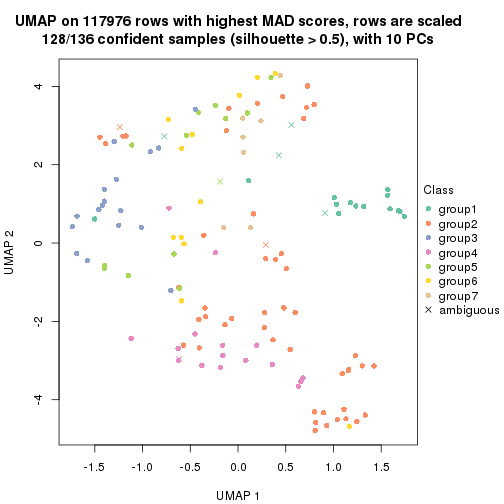 UMAP on 117976 rows with highest MAD scores, rows are scaled
128/136 confident samples (silhouette > 0.5), with 10 PCs
4
2
0
-2
-4
UMAP 2
-1.5 -1.0 -0.5 0.0 0.5 1.0 1.5
UMAP 1
Class
group1
group2
group3
group4
group5
group6
group7
ambiguous